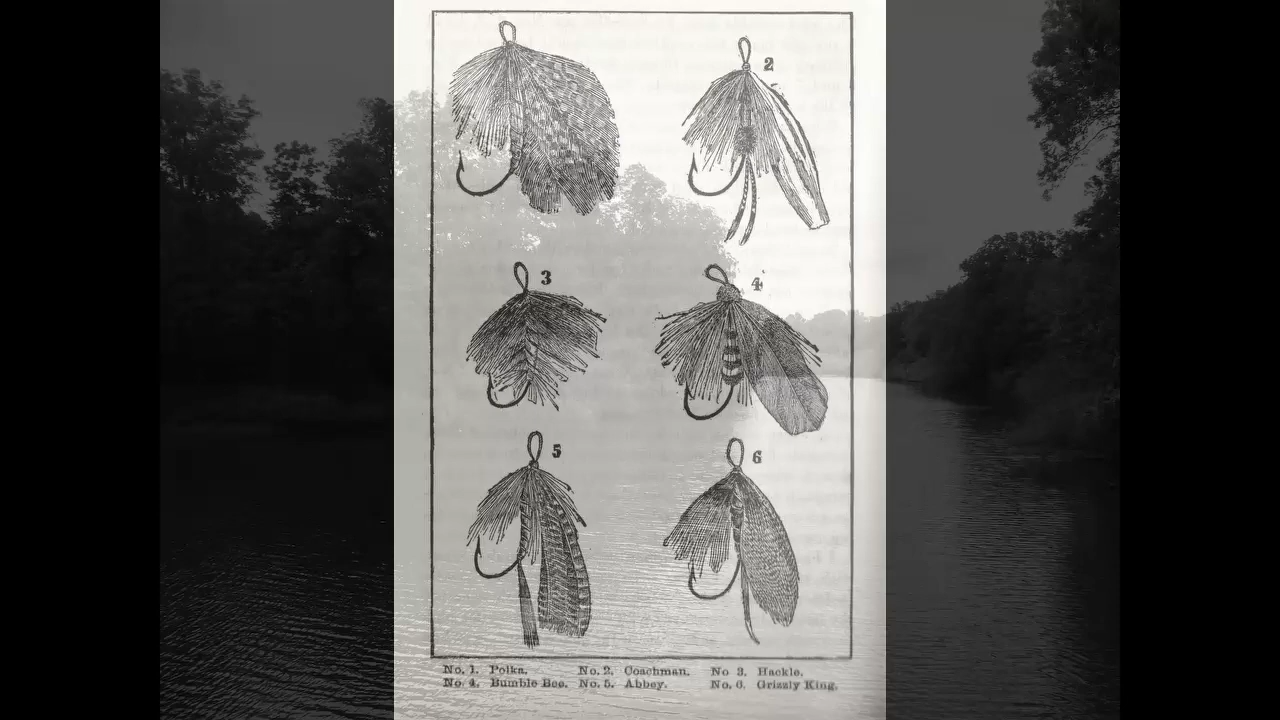 2
3
4
5
6
No. 1. Polka. No. 2. Coachman. No 3. Hackle.
No. 4. Bumble Bee. No. 5. Abbey. No. 6. Grizzly King.